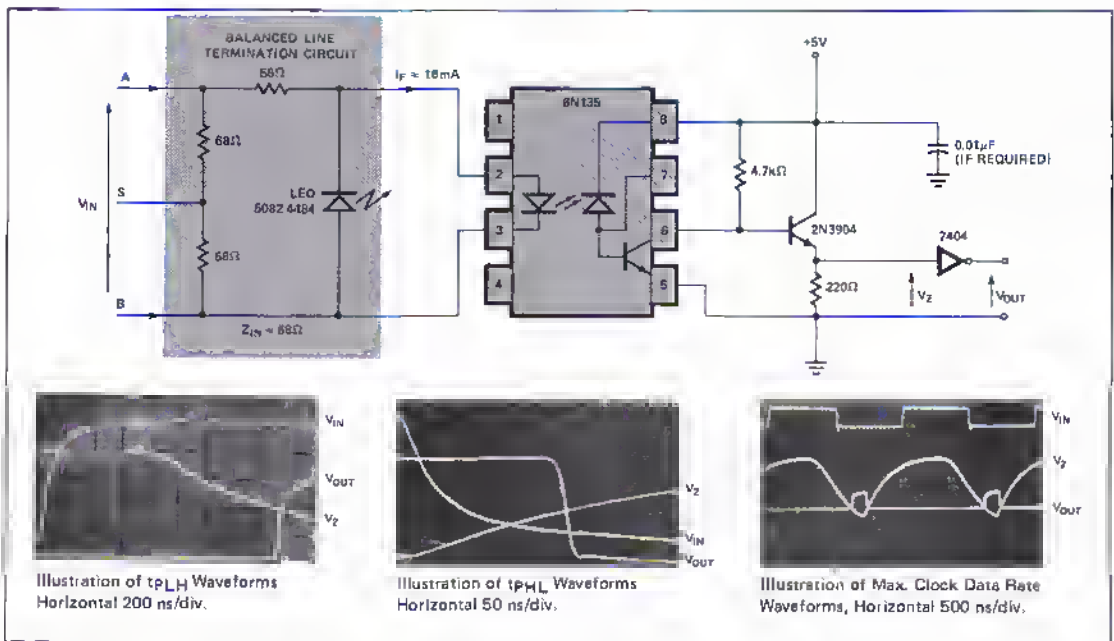 BALANCED LINE
TERMINATION CIRCUIT
A
68Ω
IF ≈ 16mA
6N135
+5V
1
8
68Ω
4.7kΩ
0.01µF
(IF REQUIRED)
LED
5082 4484
2
7
S
VIN
3
6
2N3904
7404
68Ω
4
5
220Ω
VZ
VOUT
B
ZIN ≈ 68Ω
VIN
VOUT
VZ
VZ
VIN
VOUT
VIN
VZ
VOUT
Illustration of tPLH Waveforms
Horizontal 200 ns/div.
Illustration of tPHL Waveforms
Horizontal 50 ns/div.
Illustration of Max. Clock Data Rate
Waveforms, Horizontal 500 ns/div.